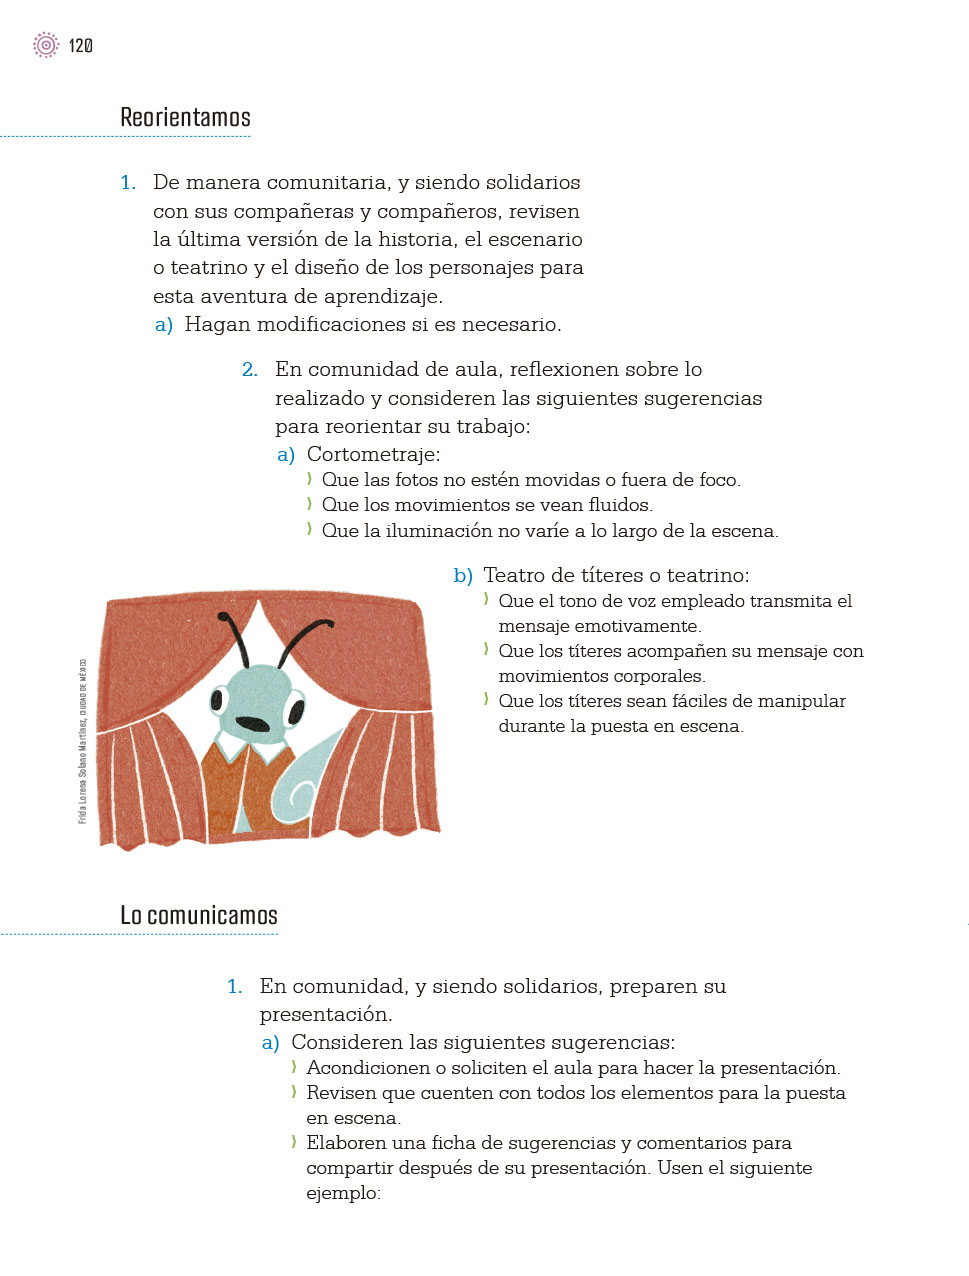 120
Reorientamos
1. De manera comunitaria, y siendo solidarios
con sus compañeras y compañeros, revisen
la última versión de la historia, el escenario
o teatrino y el diseño de los personajes para
esta aventura de aprendizaje.
a) Hagan modificaciones si es necesario.
2. En comunidad de aula, reflexionen sobre lo
realizado y consideren las siguientes sugerencias
para reorientar su trabajo:
a) Cortometraje:
⟩ Que las fotos no estén movidas o fuera de foco.
⟩ Que los movimientos se vean fluidos.
⟩ Que la iluminación no varíe a lo largo de la escena.
b) Teatro de títeres o teatrino:
⟩ Que el tono de voz empleado transmita el
mensaje emotivamente.
⟩ Que los títeres acompañen su mensaje con
movimientos corporales.
⟩ Que los títeres sean fáciles de manipular
durante la puesta en escena.
Frida Lorena Solano Martínez, CIUDAD DE MÉXICO
Lo comunicamos
1. En comunidad, y siendo solidarios, preparen su
presentación.
a) Consideren las siguientes sugerencias:
⟩ Acondicionen o soliciten el aula para hacer la presentación.
⟩ Revisen que cuenten con todos los elementos para la puesta
en escena.
⟩ Elaboren una ficha de sugerencias y comentarios para
compartir después de su presentación. Usen el siguiente
ejemplo: